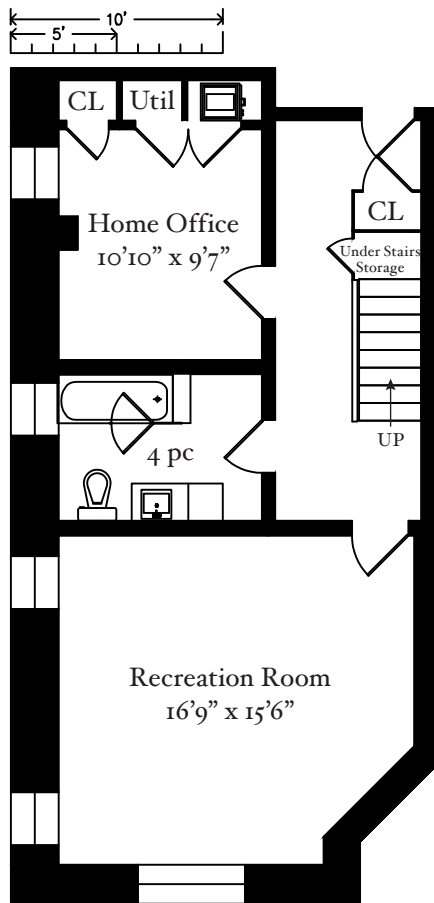 10'
5'
CL
Util
CL
Home Office
10’10” x 9’7”
Under Stairs
Storage
UP
4 pc
Recreation Room
16’9” x 15’6”